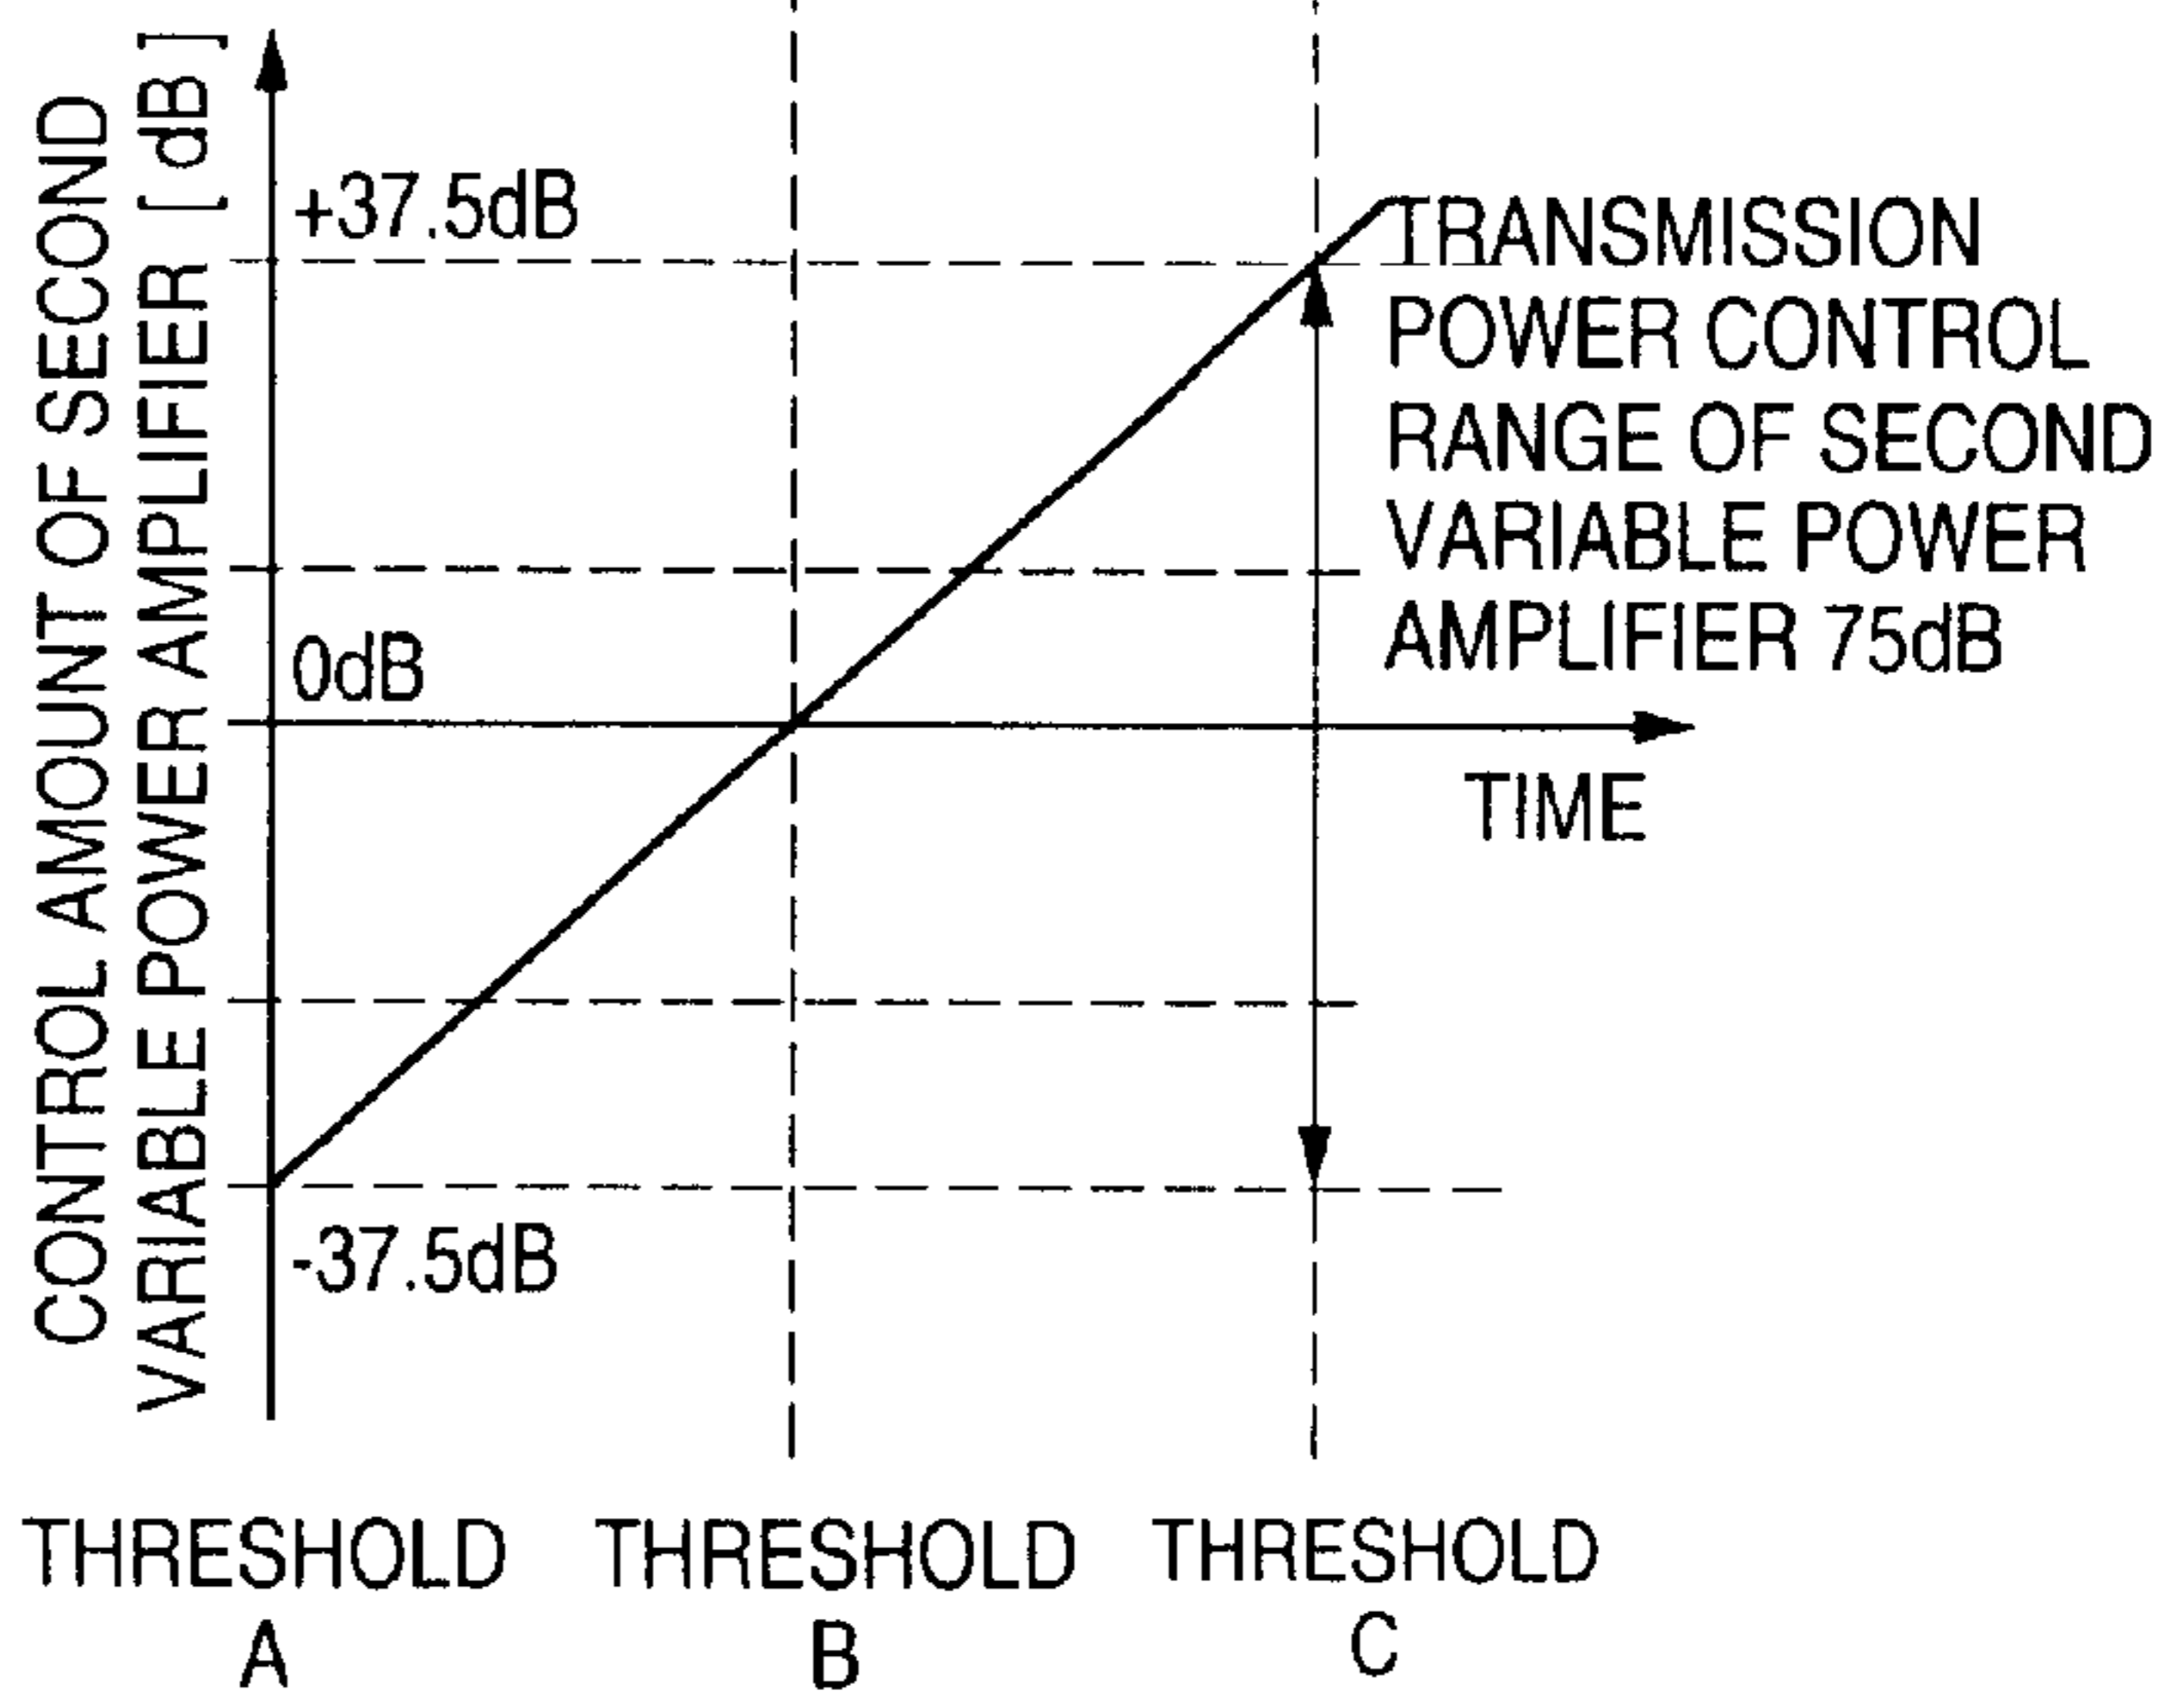 CONTROL AMOUNT OF SECOND
VARIABLE POWER AMPLIFIER [ dB ]
+37.5dB
TRANSMISSION
POWER CONTROL
RANGE OF SECOND
VARIABLE POWER
AMPLIFIER 75dB
0dB
TIME
-37.5dB
THRESHOLD
A
THRESHOLD
B
THRESHOLD
C